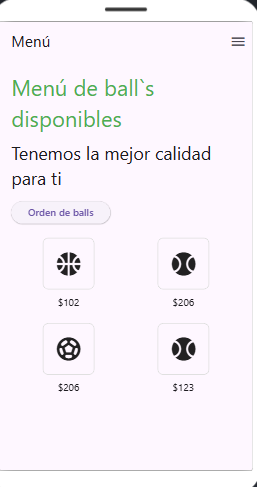 Menú
Menú de ball`s
disponibles
Tenemos la mejor calidad
para ti
Orden de balls
$102
$206
$206
$123